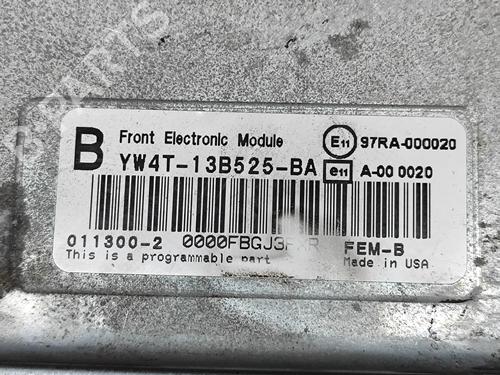 B PARTS
B Front Electronic Module E11 97RA-000020
YW4T-13B525-BA e11 A-00 0020
011300-2 FEM-B
This is a programmable part Made in USA